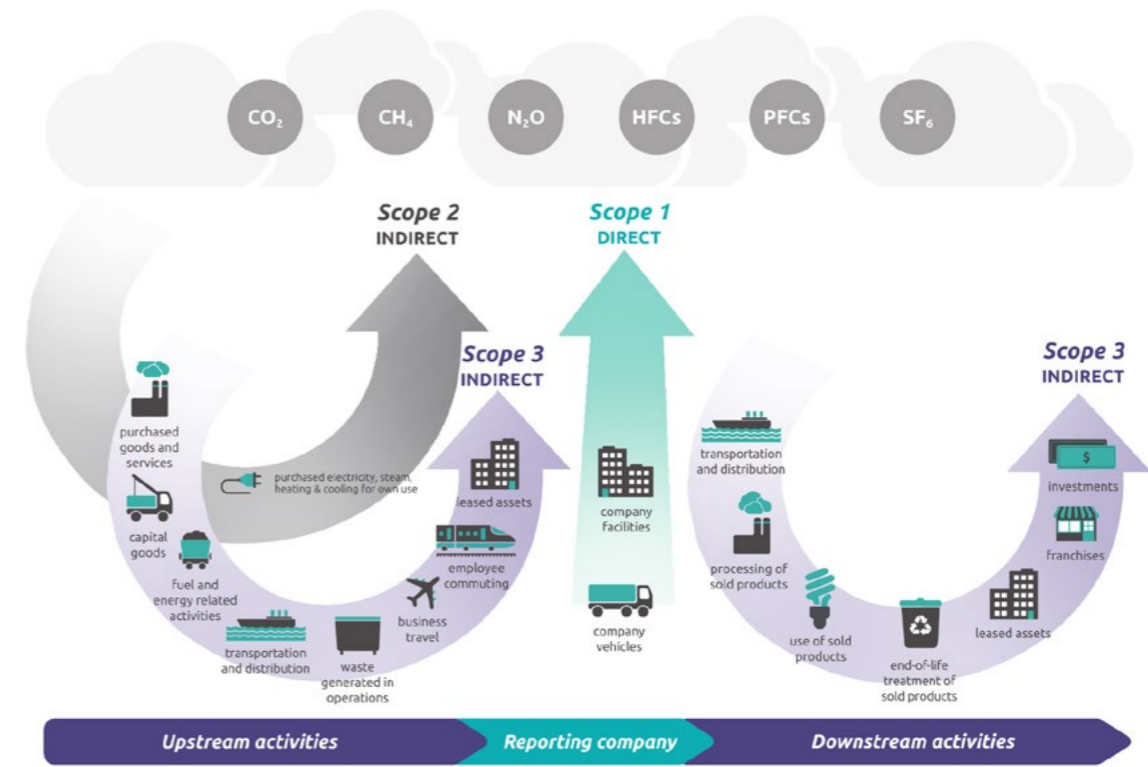 CO₂
CH₄
N₂O
HFCs
PFCs
SF₆
Scope 2
INDIRECT
Scope 1
DIRECT
Scope 3
INDIRECT
Scope 3
INDIRECT
purchased
goods and
services
capital
goods
fuel and
energy related
activities
purchased electricity, steam,
heating & cooling for own use
transportation
and distribution
waste
generated in
operations
business
travel
employee
commuting
leased assets
company
facilities
company
vehicles
transportation
and distribution
processing of
sold products
use of sold
products
end-of-life
treatment of
sold products
leased assets
franchises
$
investments
Upstream activities
Reporting company
Downstream activities